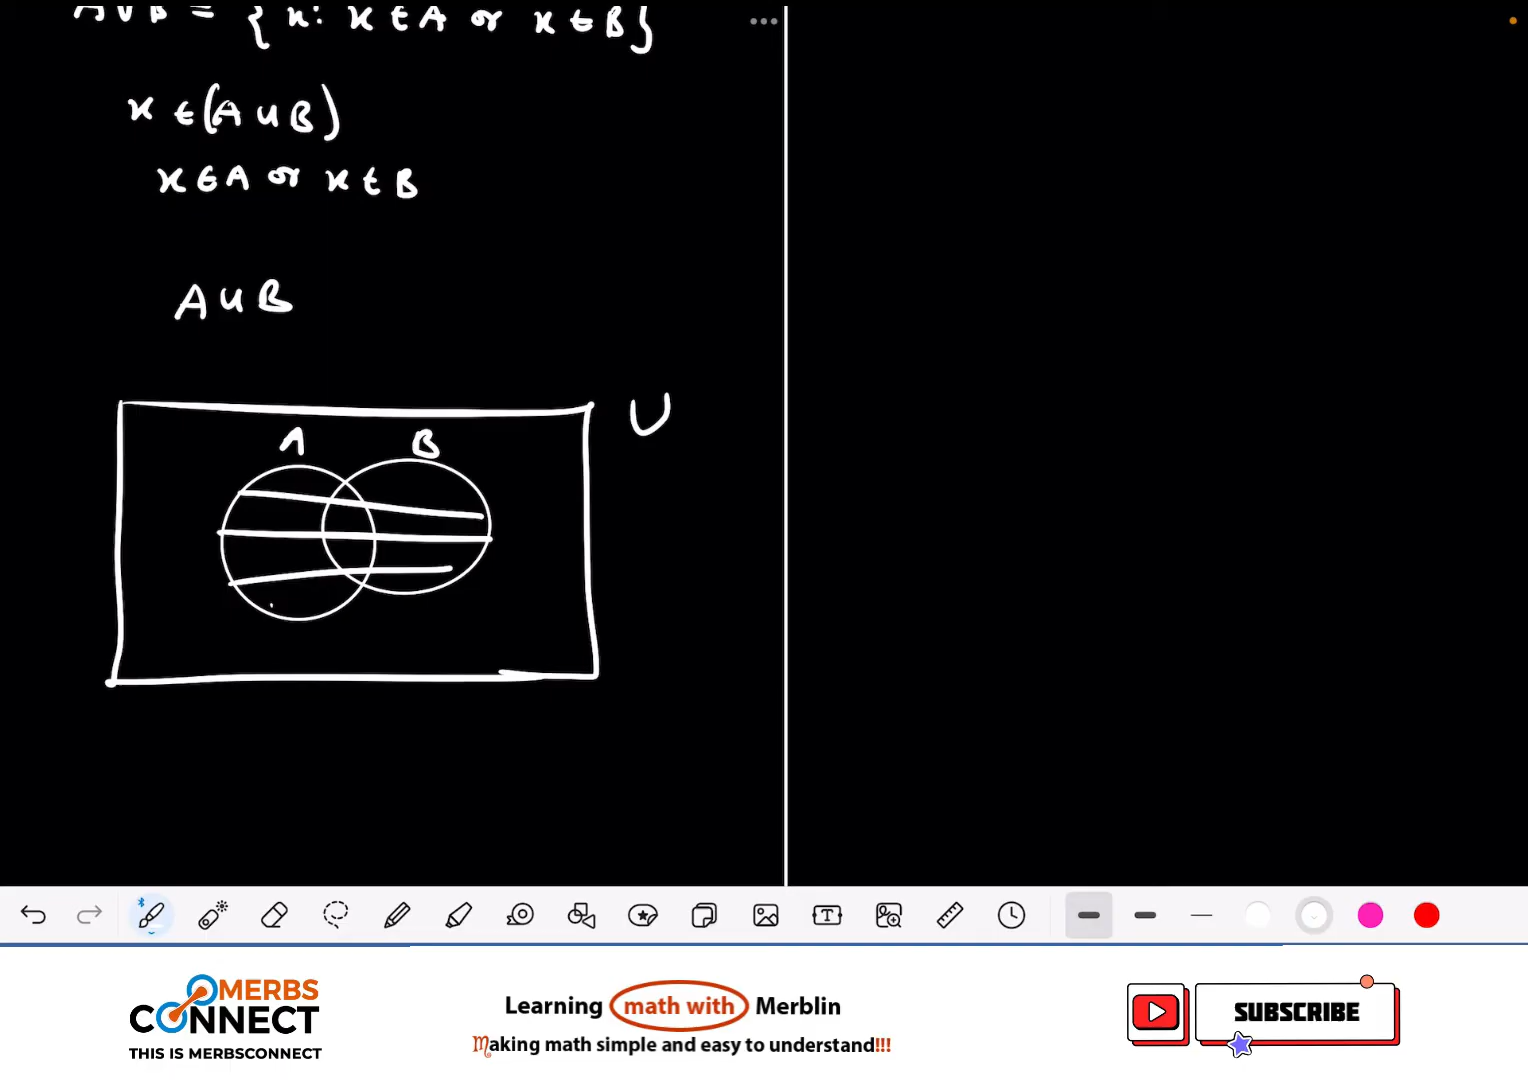 A ∪ B = {x: x ∈ A or x ∈ B}
x ∈ (A ∪ B)
x ∈ A or x ∈ B
A ∪ B
U
A B
MERBS
CONNECT
THIS IS MERBSCONNECT
Learning math with Merblin
Making math simple and easy to understand!!!
SUBSCRIBE